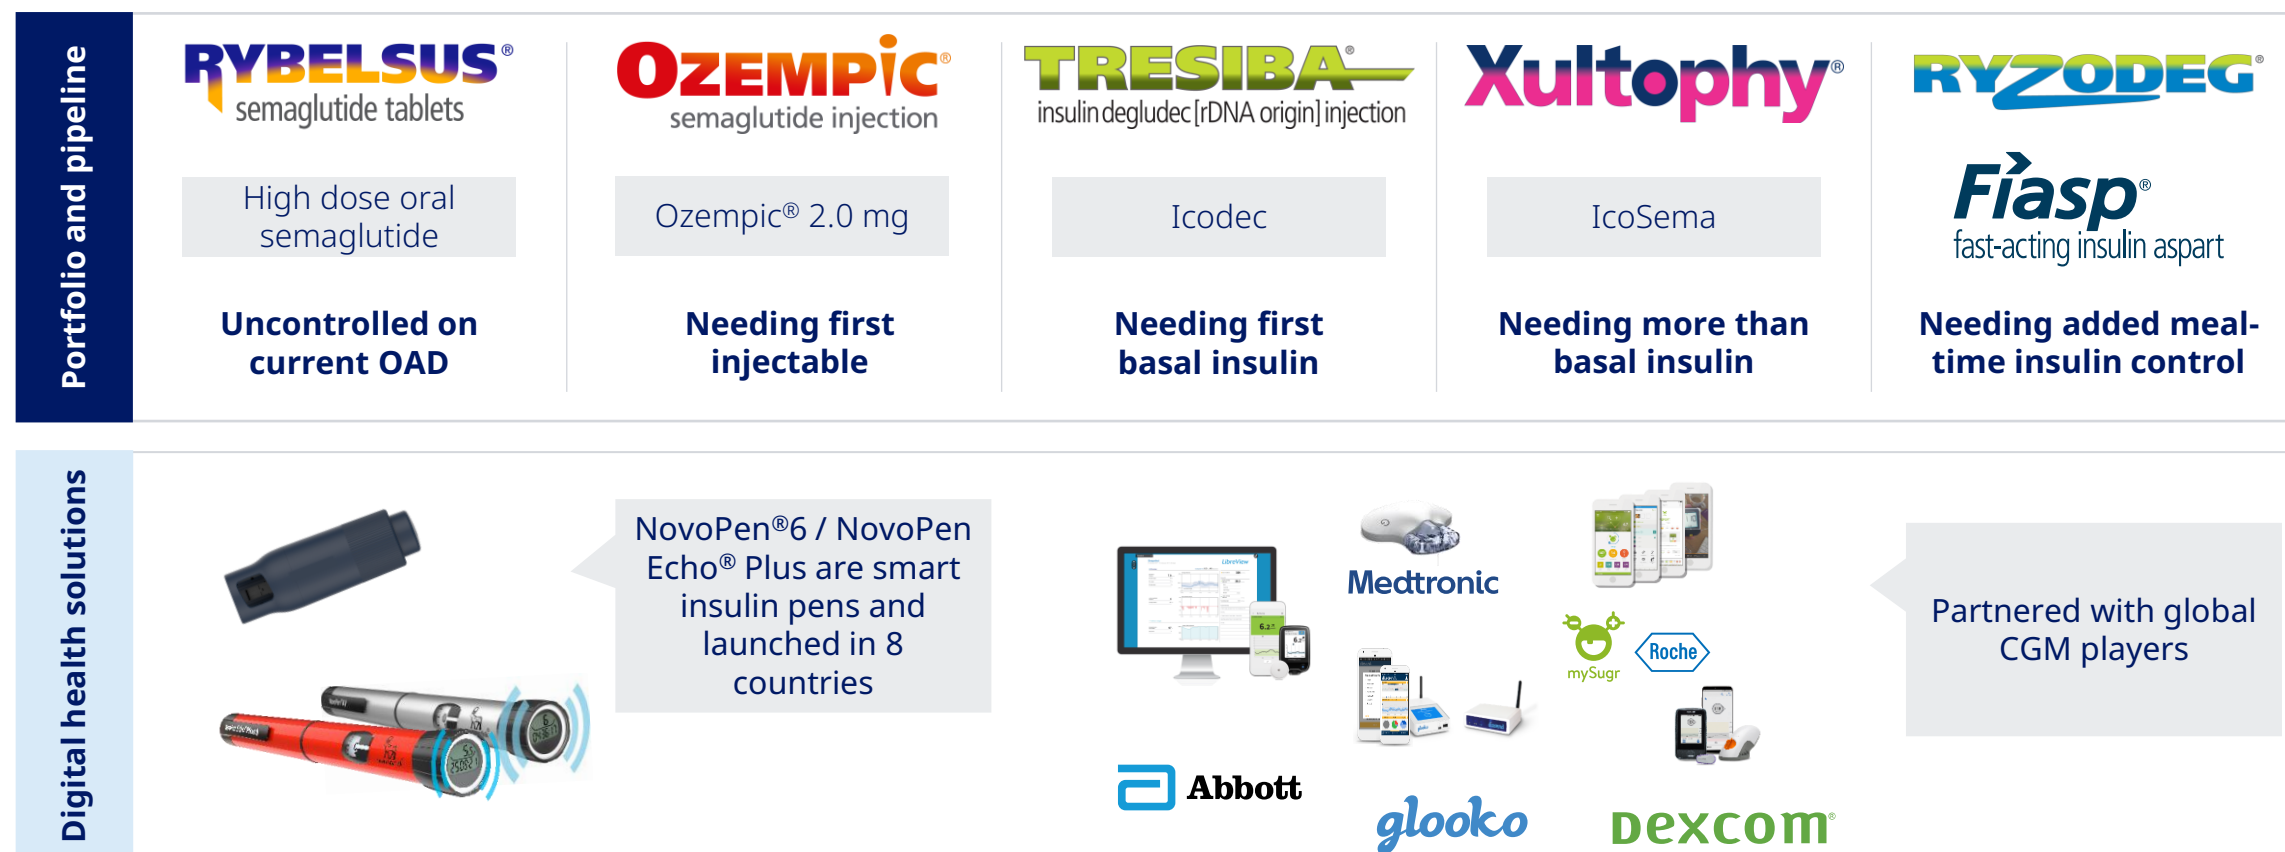 Portfolio and pipeline
RYBELSUS®
semaglutide tablets
High dose oral
semaglutide
Uncontrolled on
current OAD
OZEMPIC®
semaglutide injection
Ozempic® 2.0 mg
Needing first
injectable
TRESIBA®
insulin degludec [rDNA origin] injection
Icodec
Needing first
basal insulin
Xultophy®
IcoSema
Needing more than
basal insulin
RYZODEG®
Fiasp®
fast-acting insulin aspart
Needing added meal-
time insulin control
Digital health solutions
NovoPen®6 / NovoPen
Echo® Plus are smart
insulin pens and
launched in 8
countries
LibreView
Medtronic
mySugr
Roche
glooko
Abbott
glooko
Dexcom®
Partnered with global
CGM players